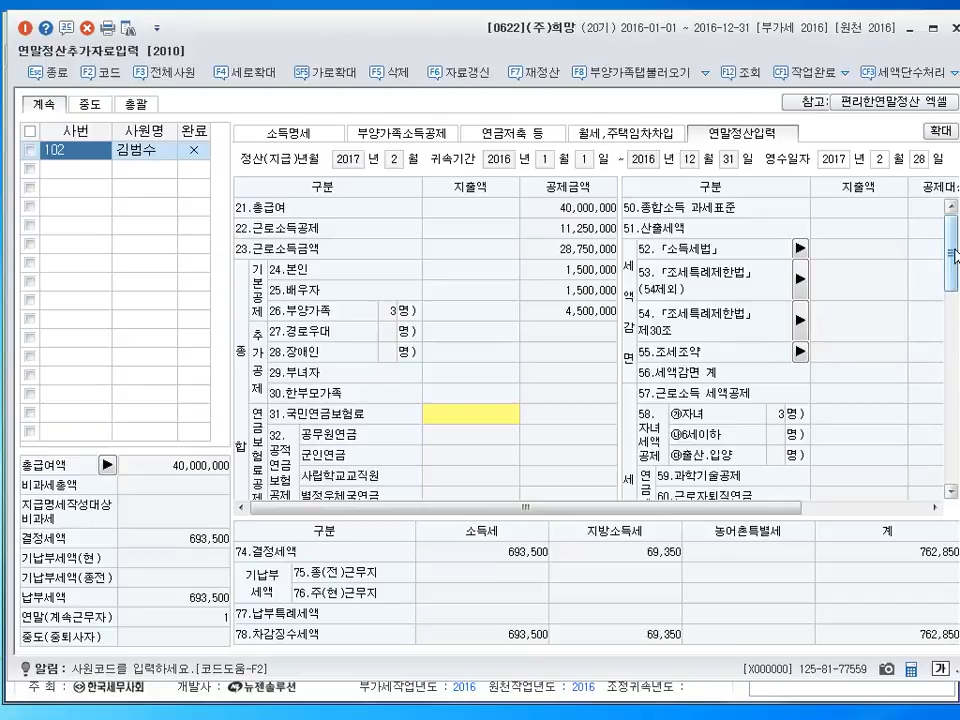 [0622](주)희망 (20기) 2016-01-01 ~ 2016-12-31 [부가세 2016] [원천 2016]
연말정산추가자료입력 [2010]
Esc 종료 F2 코드 F3 전체사원 F4 세로확대 SF5 가로확대 F5 삭제 F6 자료갱신 F7 재정산 F8 부양가족탭불러오기 F12 조회 CF1 작업완료 CF3 세액단수처리
계속 중도 총괄
참고: 편리한연말정산 엑셀
사번 사원명 완료
102 김범수 ×
소득명세 부양가족소득공제 연금저축 등 월세,주택임차차입 연말정산입력 확대
정산(지급)년월 2017 년 2 월 귀속기간 2016 년 1 월 1 일 ~ 2016 년 12 월 31 일 영수일자 2017 년 2 월 28 일
구분 지출액 공제금액
21.총급여 40,000,000
22.근로소득공제 11,250,000
23.근로소득금액 28,750,000
종 합
기본공제
24.본인 1,500,000
25.배우자 1,500,000
26.부양가족 3명) 4,500,000
추가공제
27.경로우대 명)
28.장애인 명)
29.부녀자
30.한부모가족
연금보험료공제
31.국민연금보험료
32. 공적연금보험공제
공무원연금
군인연금
사립학교교직원
별정우체국연금
구분 지출액 공제대상
50.종합소득 과세표준
51.산출세액
세액감면
52.「소득세법」
53.「조세특례제한법」
(54제외)
54.「조세특례제한법」
제30조
55.조세조약
56.세액감면 계
57.근로소득 세액공제
세
58. 자녀세액공제
㉮자녀 3명)
㉯6세이하 명)
㉰출산.입양 명)
연금
59.과학기술공제
60.근로자퇴직연금
총급여액 40,000,000
비과세총액
지급명세작성대상
비과세
결정세액 693,500
기납부세액(현)
기납부세액(종전)
납부세액 693,500
연말(계속근무자) 1
중도(중퇴사자)
구분 소득세 지방소득세 농어촌특별세 계
74.결정세액 693,500 69,350 762,850
기납부세액
75.종(전)근무지
76.주(현)근무지
77.납부특례세액
78.차감징수세액 693,500 69,350 762,850
알림 : 사원코드를 입력하세요.[코드도움-F2] [X000000] 125-81-77559 가
주 최 : 한국세무사회 개발사 : 뉴젠솔루션 부가세작업년도 : 2016 원천작업년도 : 2016 조정귀속년도 :